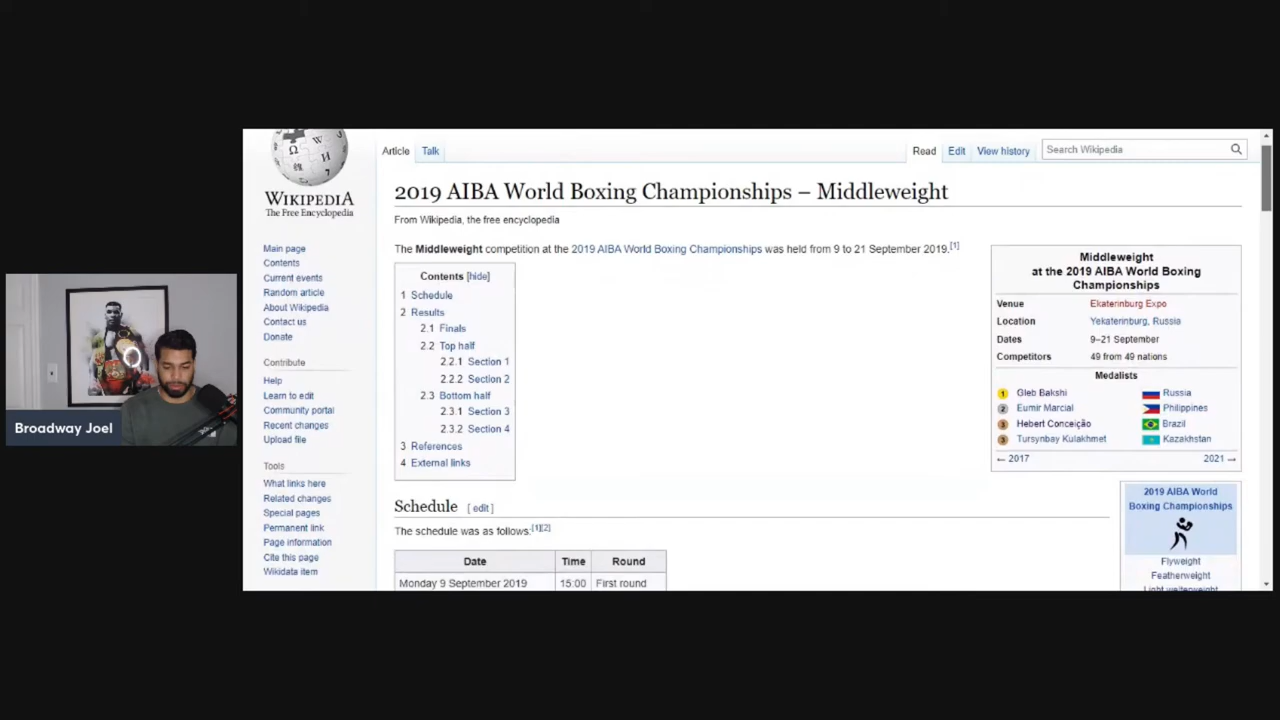 Broadway Joel
WIKIPEDIA
The Free Encyclopedia
Main page
Contents
Current events
Random article
About Wikipedia
Contact us
Donate
Contribute
Help
Learn to edit
Community portal
Recent changes
Upload file
Tools
What links here
Related changes
Special pages
Permanent link
Page information
Cite this page
Wikidata item
Article Talk
Read Edit View history Search Wikipedia
2019 AIBA World Boxing Championships – Middleweight
From Wikipedia, the free encyclopedia
The Middleweight competition at the 2019 AIBA World Boxing Championships was held from 9 to 21 September 2019.[1]
Contents [hide]
1 Schedule
2 Results
2.1 Finals
2.2 Top half
2.2.1 Section 1
2.2.2 Section 2
2.3 Bottom half
2.3.1 Section 3
2.3.2 Section 4
3 References
4 External links
Schedule [ edit ]
The schedule was as follows:[1][2]
Date Time Round
Monday 9 September 2019 15:00 First round
Middleweight
at the 2019 AIBA World Boxing
Championships
Venue Ekaterinburg Expo
Location Yekaterinburg, Russia
Dates 9–21 September
Competitors 49 from 49 nations
Medalists
1 Gleb Bakshi Russia
2 Eumir Marcial Philippines
3 Hebert Conceição Brazil
3 Tursynbay Kulakhmet Kazakhstan
← 2017 2021 →
2019 AIBA World
Boxing Championships
Flyweight
Featherweight
Light welterweight